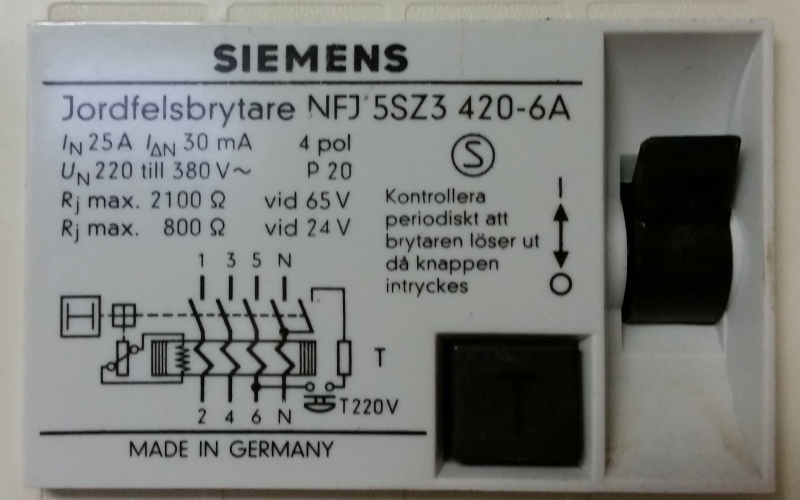 SIEMENS
Jordfelsbrytare NFJ 5SZ3 420-6A
IN 25A IΔN 30 mA 4 pol
UN 220 till 380 V~ P 20
Rj max. 2100 Ω vid 65 V
Rj max. 800 Ω vid 24 V
S
Kontrollera
periodiskt att
brytaren löser ut
då knappen
intryckes
I
O
1 3 5 N
T
2 4 6 N
T 220V
T
MADE IN GERMANY